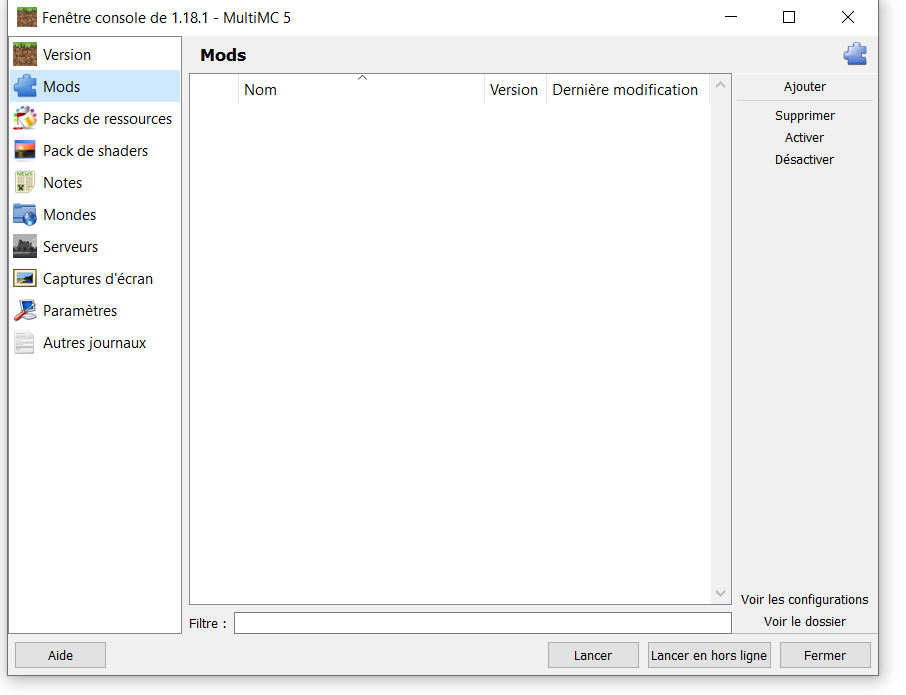 Fenêtre console de 1.18.1 - MultiMC 5
Version
Mods
Packs de ressources
Pack de shaders
Notes
Mondes
Serveurs
Captures d'écran
Paramètres
Autres journaux
Mods
Nom Version Dernière modification
Ajouter
Supprimer
Activer
Désactiver
Voir les configurations
Voir le dossier
Filtre :
Aide Lancer Lancer en hors ligne Fermer